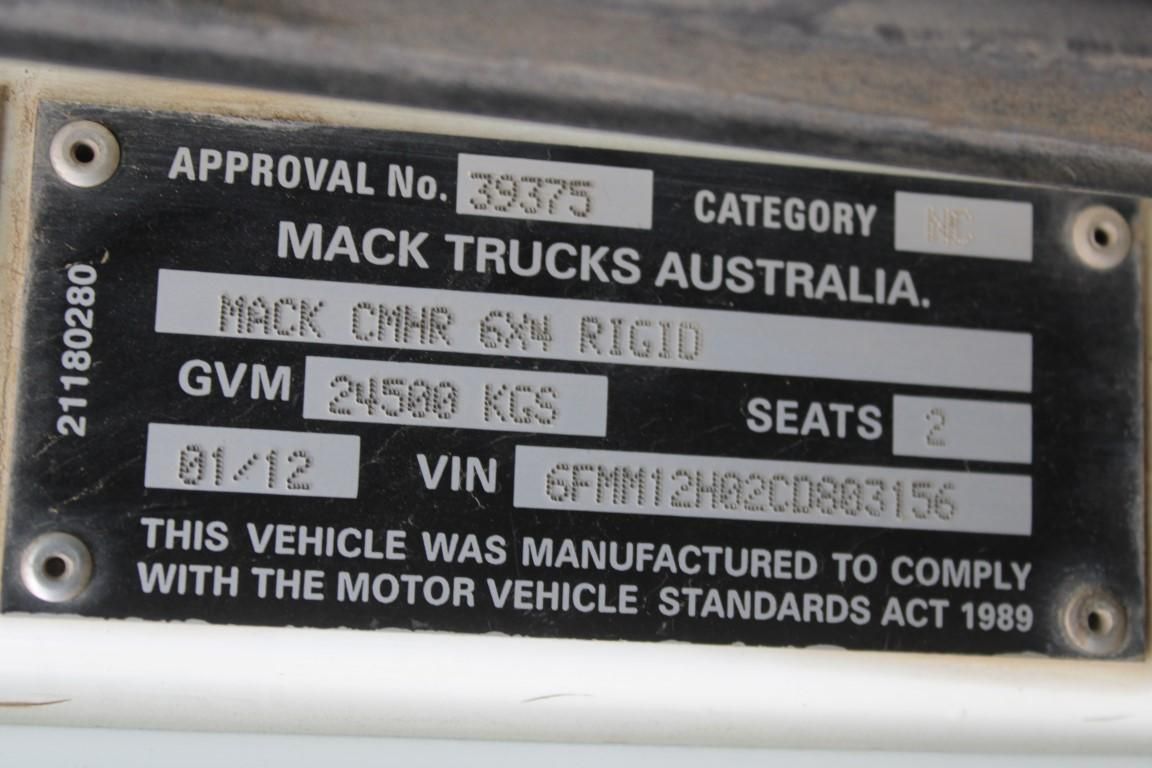 APPROVAL No. 39375 CATEGORY NC
MACK TRUCKS AUSTRALIA.
MACK CMHR 6X4 RIGID
GVM 24500 KGS SEATS 2
01/12 VIN 6FMM12H02CD803156
THIS VEHICLE WAS MANUFACTURED TO COMPLY
WITH THE MOTOR VEHICLE STANDARDS ACT 1989
21180280